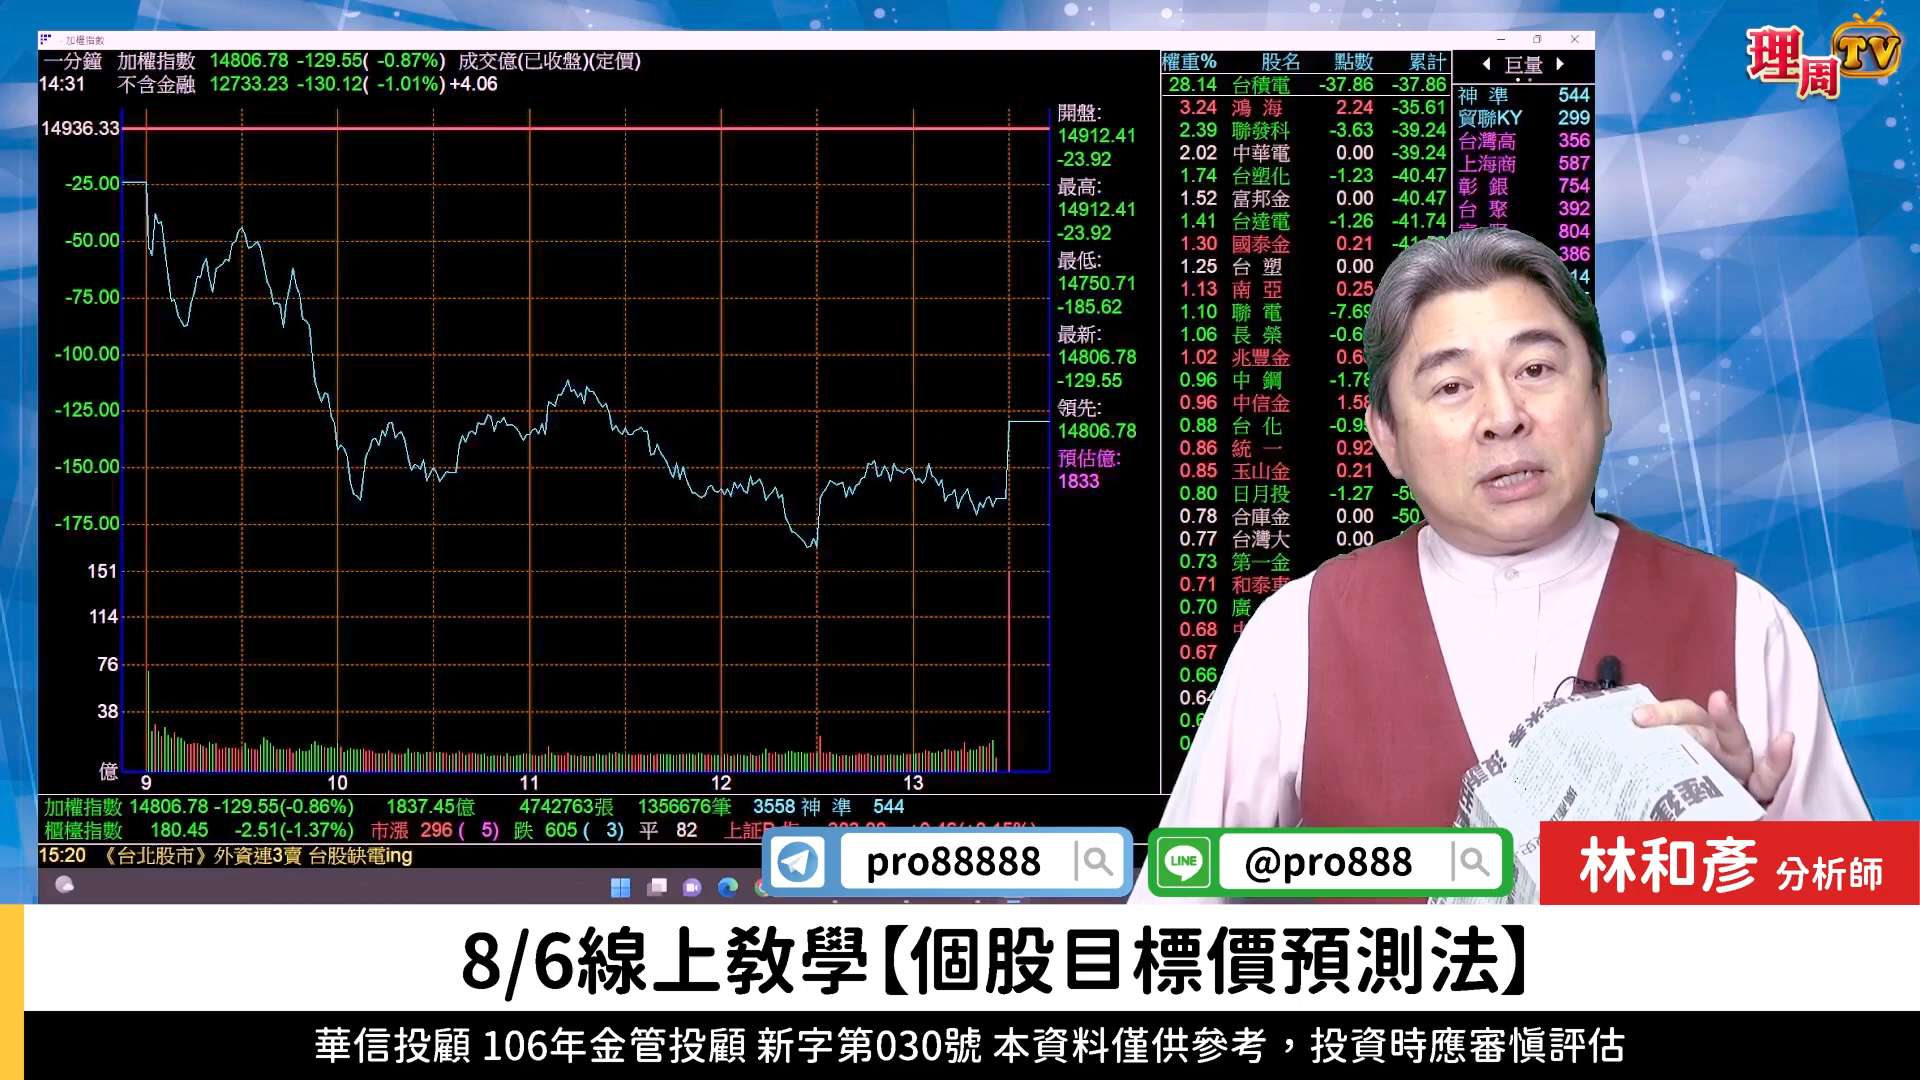 理周TV
- 加權指數
一分鐘 加權指數 14806.78 -129.55( -0.87%) 成交億(已收盤)(定價)
14:31 不含金融 12733.23 -130.12( -1.01%) +4.06
14936.33
-25.00
-50.00
-75.00
-100.00
-125.00
-150.00
-175.00
151
114
76
38
億
9 10 11 12 13
開盤:
14912.41
-23.92
最高:
14912.41
-23.92
最低:
14750.71
-185.62
最新:
14806.78
-129.55
領先:
14806.78
預估億:
1833
權重% 股名 點數 累計
28.14 台積電 -37.86 -37.86
3.24 鴻 海 2.24 -35.61
2.39 聯發科 -3.63 -39.24
2.02 中華電 0.00 -39.24
1.74 台塑化 -1.23 -40.47
1.52 富邦金 0.00 -40.47
1.41 台達電 -1.26 -41.74
1.30 國泰金 0.21
1.25 台 塑 0.00
1.13 南 亞 0.25
1.10 聯 電 -7.69
1.06 長 榮
1.02 兆豐金
0.96 中 鋼 -1.78
0.96 中信金 1.58
0.88 台 化
0.86 統 一 0.92
0.85 玉山金 0.21
0.80 日月投 -1.27
0.78 合庫金 0.00
0.77 台灣大 0.00
0.73 第一金
0.71 和泰車
0.70 廣
0.68
0.67
0.66
0.64
巨量
神 準 544
貿聯KY 299
台灣高 356
上海商 587
彰 銀 754
台 聚 392
804
386
加權指數 14806.78 -129.55(-0.86%) 1837.45億 4742763張 1356676筆 3558 神 準 544
櫃檯指數 180.45 -2.51(-1.37%) 市漲 296 ( 5) 跌 605 ( 3) 平 82
15:20 《台北股市》外資連3賣 台股缺電ing
pro88888
LINE
@pro888
林和彥 分析師
8/6線上教學【個股目標價預測法】
華信投顧 106年金管投顧 新字第030號 本資料僅供參考，投資時應審慎評估